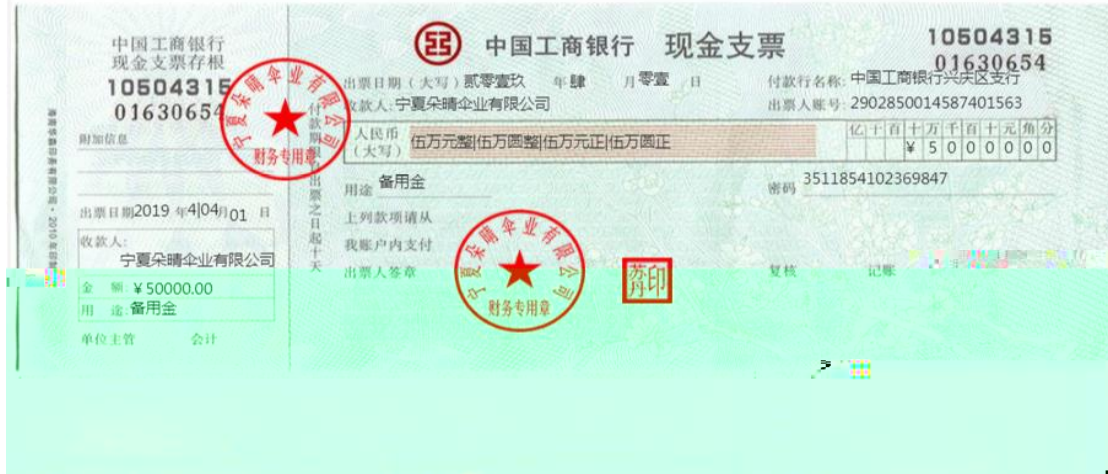 中国工商银行
现金支票存根
10504315
01630654
附加信息
出票日期2019 年4|04月01 日
收款人:
宁夏朵晴伞业有限公司
金 额 ¥50000.00
用 途:备用金
单位主管 会计
宁夏朵晴伞业有限公司
财务专用章
付款期限自出票之日起十天
中国工商银行 现金支票
10504315
01630654
出票日期(大写)贰零壹玖 年肆 月零壹 日
付款行名称:中国工商银行兴庆区支行
收款人:宁夏朵晴伞业有限公司
出票人账号:2902850014587401563
人民币
(大写)
伍万元整|伍万圆整|伍万元正|伍万圆正
亿千百十万千百十元角分
¥5000000
用途 备用金
密码 3511854102369847
上列款项请从
我账户内支付
出票人签章
宁夏朵晴伞业有限公司
财务专用章
苏丹印
复核 记账